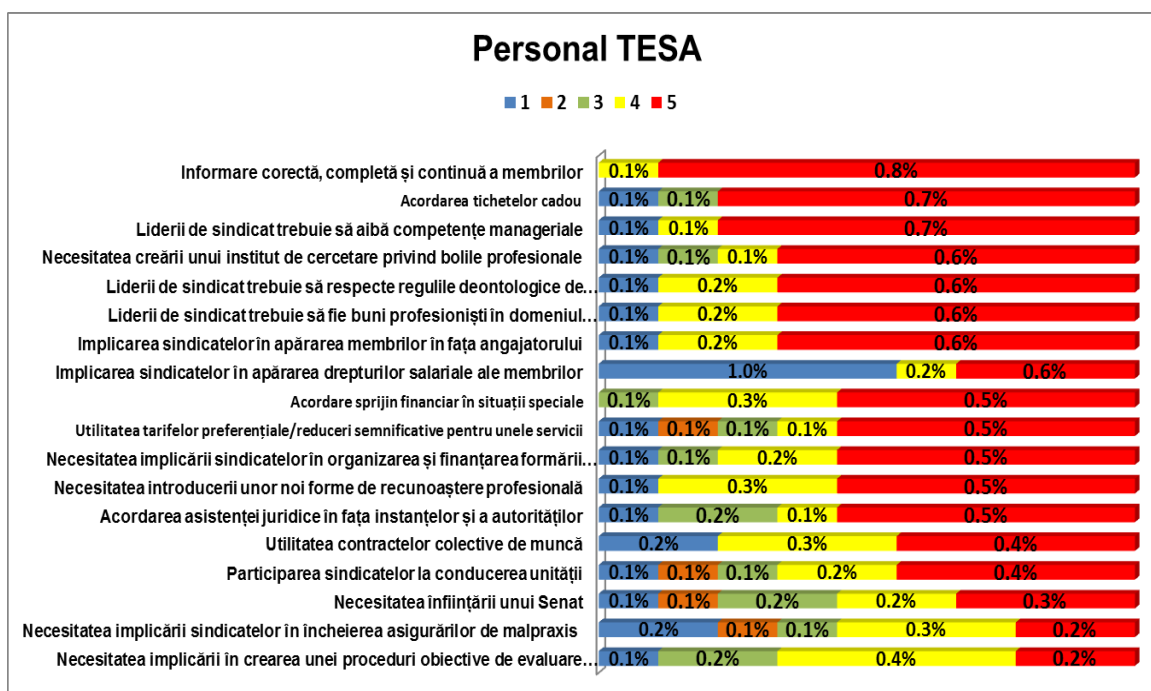 Personal TESA
1 2 3 4 5
Informare corectă, completă și continuă a membrilor 0.1% 0.8%
Acordarea tichetelor cadou 0.1% 0.1% 0.7%
Liderii de sindicat trebuie să aibă competențe manageriale 0.1% 0.1% 0.7%
Necesitatea creării unui institut de cercetare privind bolile profesionale 0.1% 0.1% 0.1% 0.6%
Liderii de sindicat trebuie să respecte regulile deontologice de... 0.1% 0.2% 0.6%
Liderii de sindicat trebuie să fie buni profesioniști în domeniul... 0.1% 0.2% 0.6%
Implicarea sindicatelor în apărarea membrilor în fața angajatorului 0.1% 0.2% 0.6%
Implicarea sindicatelor în apărarea drepturilor salariale ale membrilor 1.0% 0.2% 0.6%
Acordare sprijin financiar în situații speciale 0.1% 0.3% 0.5%
Utilitatea tarifelor preferențiale/reduceri semnificative pentru unele servicii 0.1% 0.1% 0.1% 0.1% 0.5%
Necesitatea implicării sindicatelor în organizarea și finanțarea formării... 0.1% 0.1% 0.2% 0.5%
Necesitatea introducerii unor noi forme de recunoaștere profesională 0.1% 0.3% 0.5%
Acordarea asistenței juridice în fața instanțelor și a autorităților 0.1% 0.2% 0.1% 0.5%
Utilitatea contractelor colective de muncă 0.2% 0.3% 0.4%
Participarea sindicatelor la conducerea unității 0.1% 0.1% 0.1% 0.2% 0.4%
Necesitatea înființării unui Senat 0.1% 0.1% 0.2% 0.2% 0.3%
Necesitatea implicării sindicatelor în încheierea asigurărilor de malpraxis 0.2% 0.1% 0.1% 0.3% 0.2%
Necesitatea implicării în crearea unei proceduri obiective de evaluare... 0.1% 0.2% 0.4% 0.2%